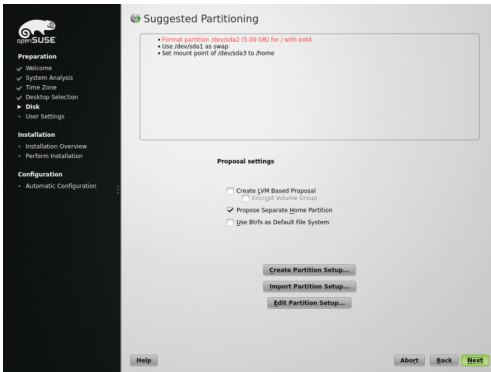 openSUSE
Preparation
Welcome
System Analysis
Time Zone
Desktop Selection
Disk
User Settings
Installation
Installation Overview
Perform Installation
Configuration
Automatic Configuration
Suggested Partitioning
• Format partition /dev/sda2 (5.00 GB) for / with ext4
• Use /dev/sda1 as swap
• Set mount point of /dev/sda3 to /home
Proposal settings
Create LVM Based Proposal
Encrypt Volume Group
Propose Separate Home Partition
Use Btrfs as Default File System
Create Partition Setup...
Import Partition Setup...
Edit Partition Setup...
Help
Abort
Back
Next